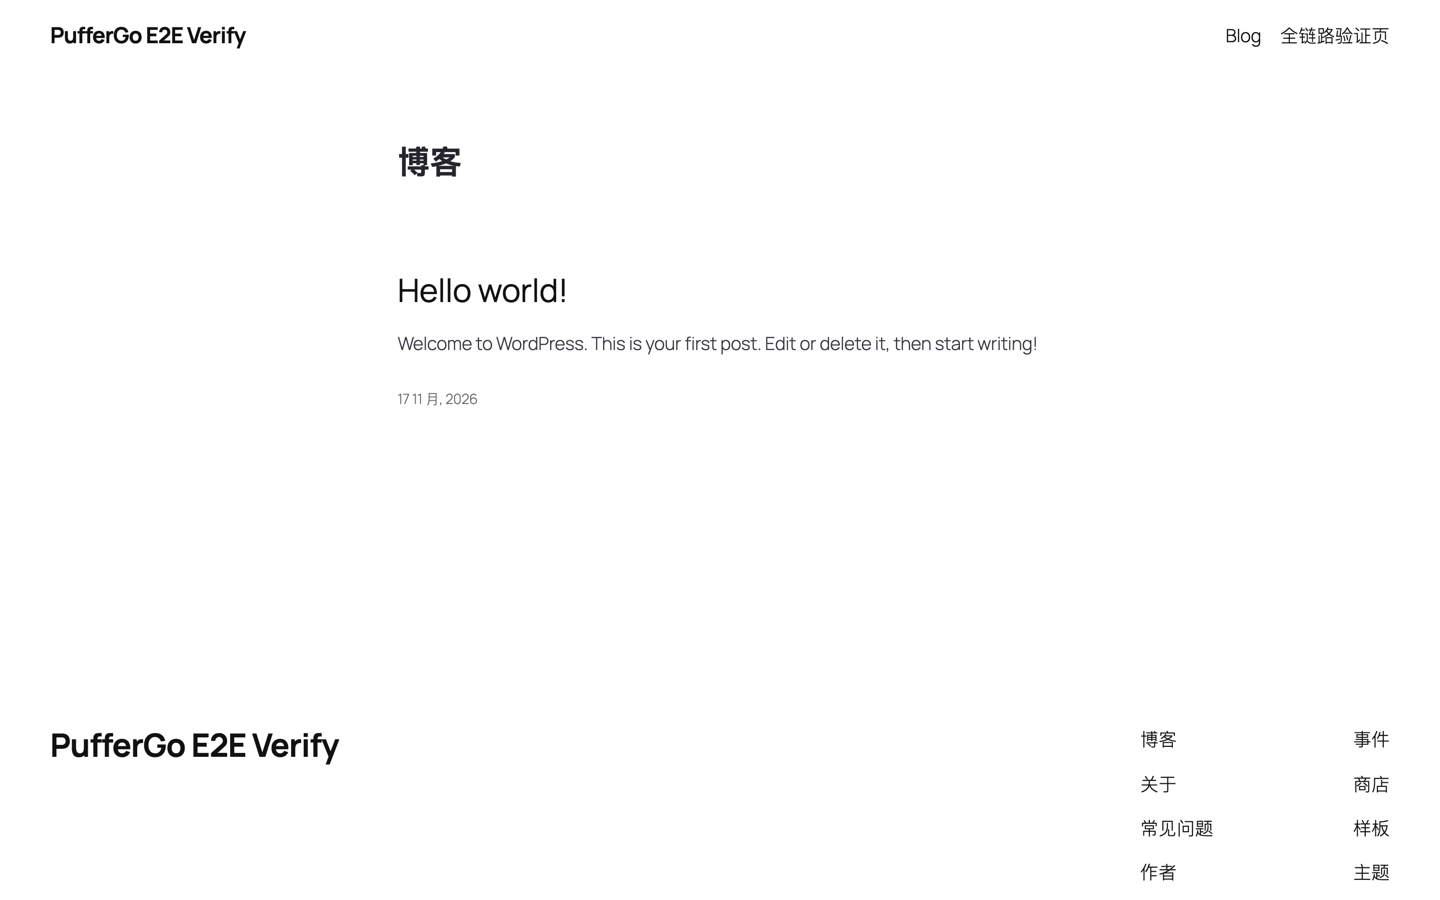 PufferGo E2E Verify
Blog 全链路验证页
博客
Hello world!
Welcome to WordPress. This is your first post. Edit or delete it, then start writing!
17 11 月, 2026
PufferGo E2E Verify
博客 事件
关于 商店
常见问题 样板
作者 主题